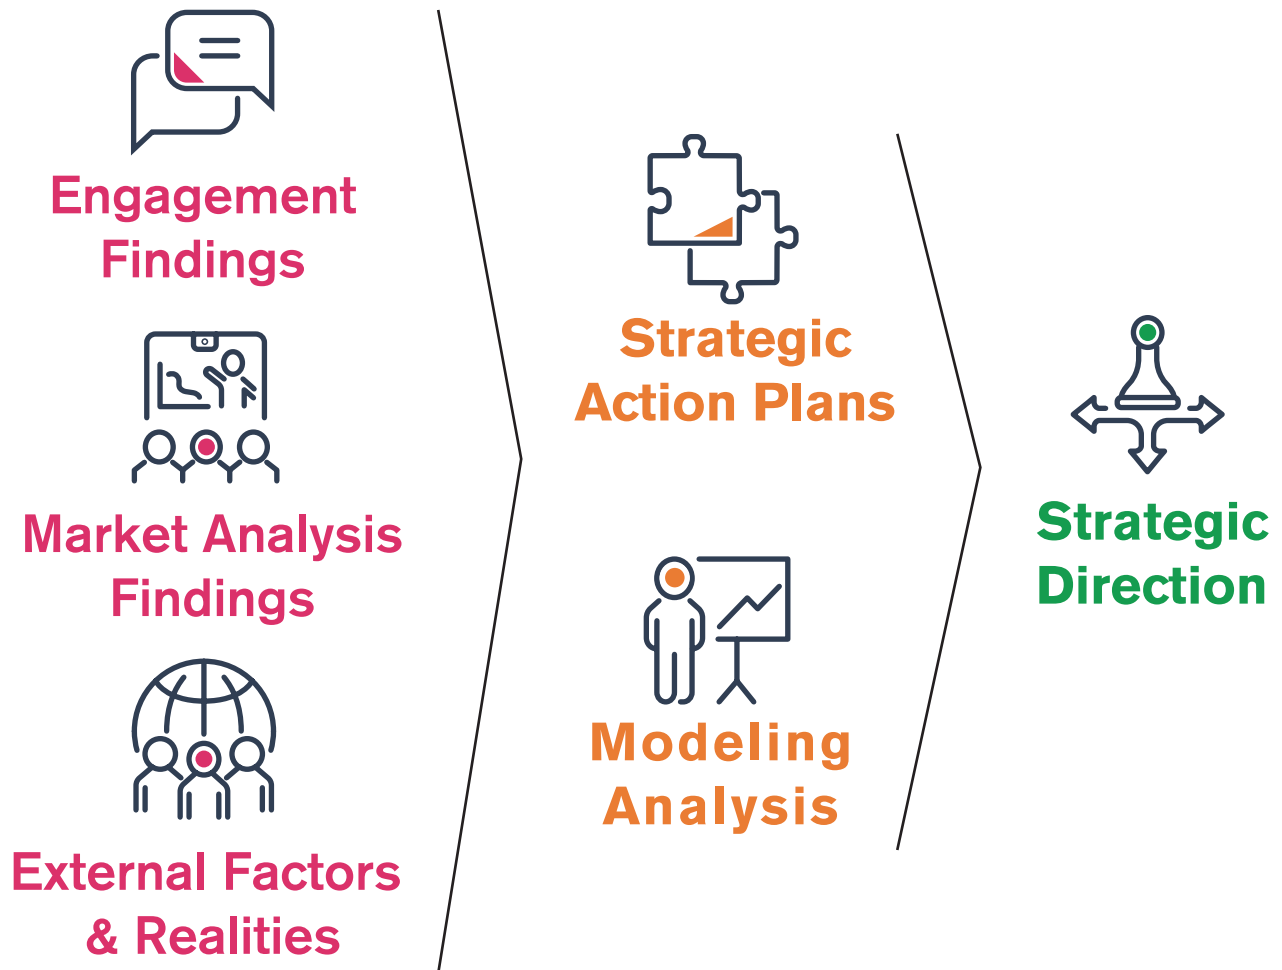 Engagement
Findings
Market Analysis
Findings
External Factors
& Realities
Strategic
Action Plans
Modeling
Analysis
Strategic
Direction